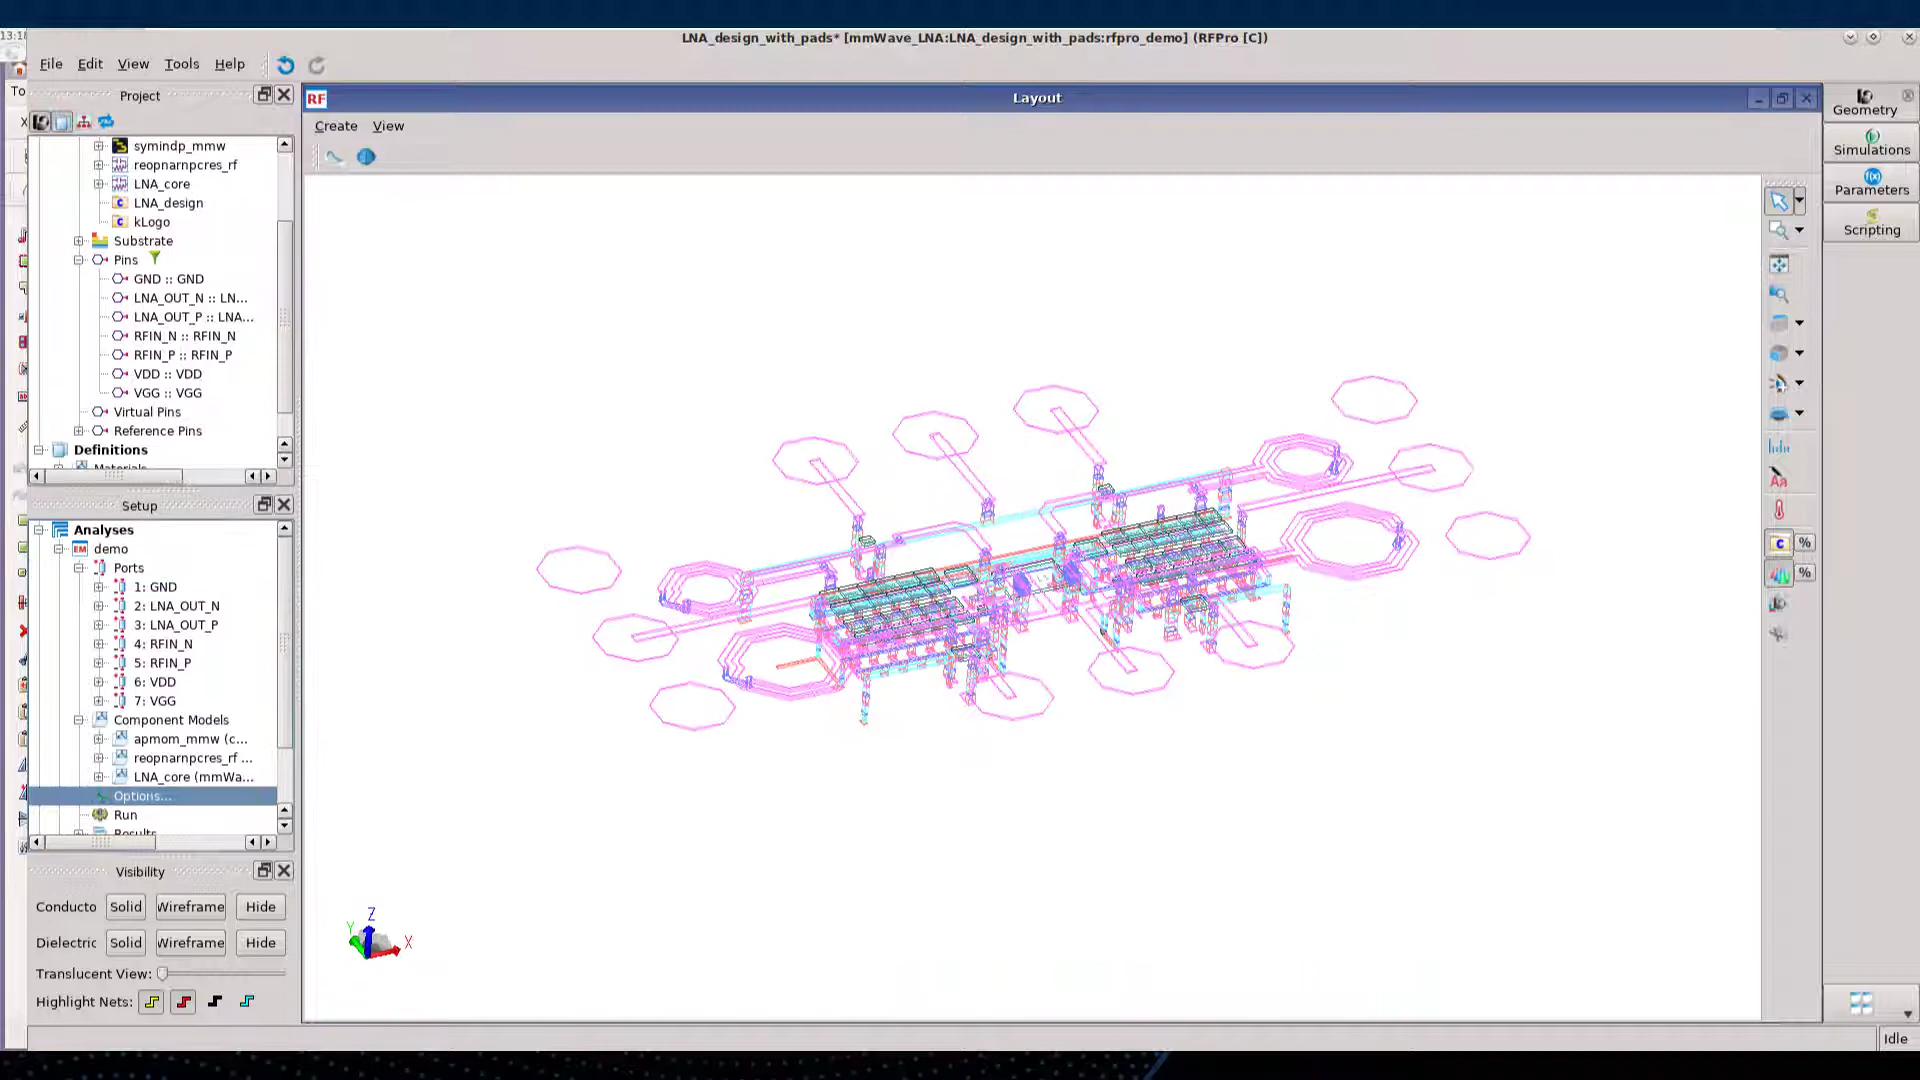 LNA_design_with_pads* [mmWave_LNA:LNA_design_with_pads:rfpro_demo] (RFPro [C])
File Edit View Tools Help
Project
symindp_mmw
reopnarnpcres_rf
LNA_core
LNA_design
kLogo
Substrate
Pins
GND :: GND
LNA_OUT_N :: LN...
LNA_OUT_P :: LNA...
RFIN_N :: RFIN_N
RFIN_P :: RFIN_P
VDD :: VDD
VGG :: VGG
Virtual Pins
Reference Pins
Definitions
Materials
Setup
Analyses
EM demo
Ports
1: GND
2: LNA_OUT_N
3: LNA_OUT_P
4: RFIN_N
5: RFIN_P
6: VDD
7: VGG
Component Models
apmom_mmw (c...
reopnarnpcres_rf ...
LNA_core (mmWa...
Options...
Run
Results
Visibility
Conducto Solid Wireframe Hide
Dielectric Solid Wireframe Hide
Translucent View:
Highlight Nets:
RF Layout
Create View
Z
Y
X
Aa
C %
%
Geometry
Simulations
f(x)
Parameters
Scripting
Idle